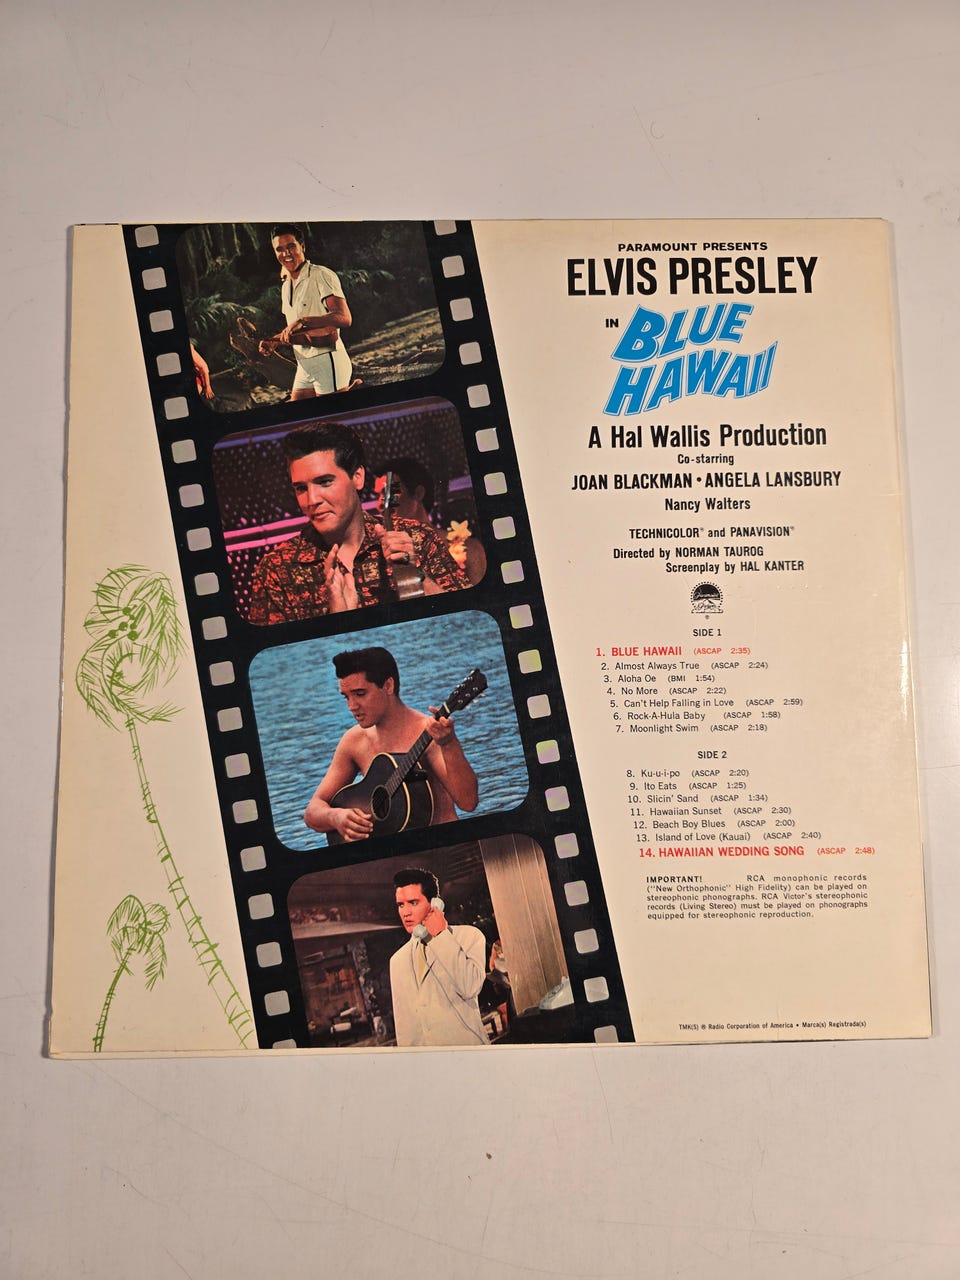 PARAMOUNT PRESENTS
ELVIS PRESLEY
IN BLUE
HAWAII
A Hal Wallis Production
Co-starring
JOAN BLACKMAN • ANGELA LANSBURY
Nancy Walters
TECHNICOLOR® and PANAVISION®
Directed by NORMAN TAUROG
Screenplay by HAL KANTER
Paramount
®
SIDE 1
1. BLUE HAWAII (ASCAP 2:35)
2. Almost Always True (ASCAP 2:24)
3. Aloha Oe (BMI 1:54)
4. No More (ASCAP 2:22)
5. Can't Help Falling in Love (ASCAP 2:59)
6. Rock-A-Hula Baby (ASCAP 1:58)
7. Moonlight Swim (ASCAP 2:18)
SIDE 2
8. Ku-u-i-po (ASCAP 2:20)
9. Ito Eats (ASCAP 1:25)
10. Slicin' Sand (ASCAP 1:34)
11. Hawaiian Sunset (ASCAP 2:30)
12. Beach Boy Blues (ASCAP 2:00)
13. Island of Love (Kauai) (ASCAP 2:40)
14. HAWAIIAN WEDDING SONG (ASCAP 2:48)
IMPORTANT! RCA monophonic records
("New Orthophonic" High Fidelity) can be played on
stereophonic phonographs. RCA Victor's stereophonic
records (Living Stereo) must be played on phonographs
equipped for stereophonic reproduction.
TMK(S) ® Radio Corporation of America • Marca(s) Registrada(s)